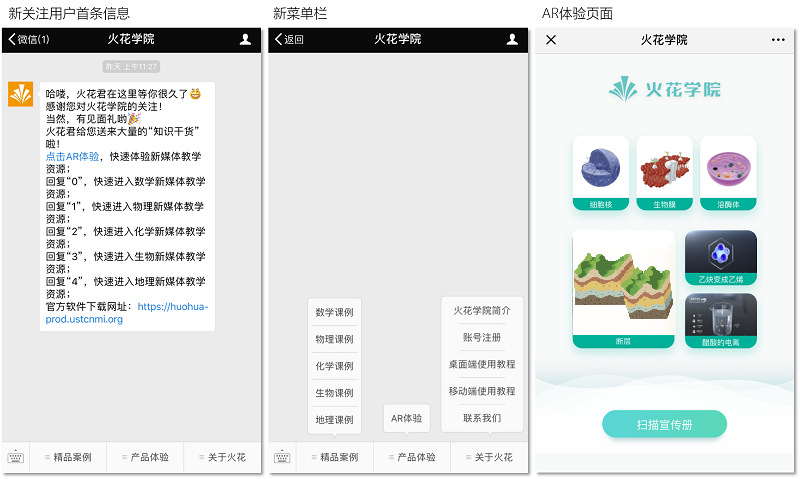 新关注用户首条信息
新菜单栏
AR体验页面
微信(1)
火花学院
昨天 上午11:27
哈喽，火花君在这里等你很久了
感谢您对火花学院的关注！
当然，有见面礼哟
火花君给您送来大量的“知识干货”
啦！
点击AR体验，快速体验新媒体教学
资源；
回复“0”，快速进入数学新媒体教学
资源；
回复“1”，快速进入物理新媒体教学
资源；
回复“2”，快速进入化学新媒体教学
资源；
回复“3”，快速进入生物新媒体教学
资源；
回复“4”，快速进入地理新媒体教学
资源；
官方软件下载网址：https://huohua-
prod.ustcnmi.org
精品案例
产品体验
关于火花
返回
火花学院
数学课例
物理课例
化学课例
生物课例
地理课例
AR体验
火花学院简介
账号注册
桌面端使用教程
移动端使用教程
联系我们
精品案例
产品体验
关于火花
火花学院
火花学院
细胞核
生物膜
溶酶体
断层
乙炔变成乙烯
醋酸的电离
扫描宣传册